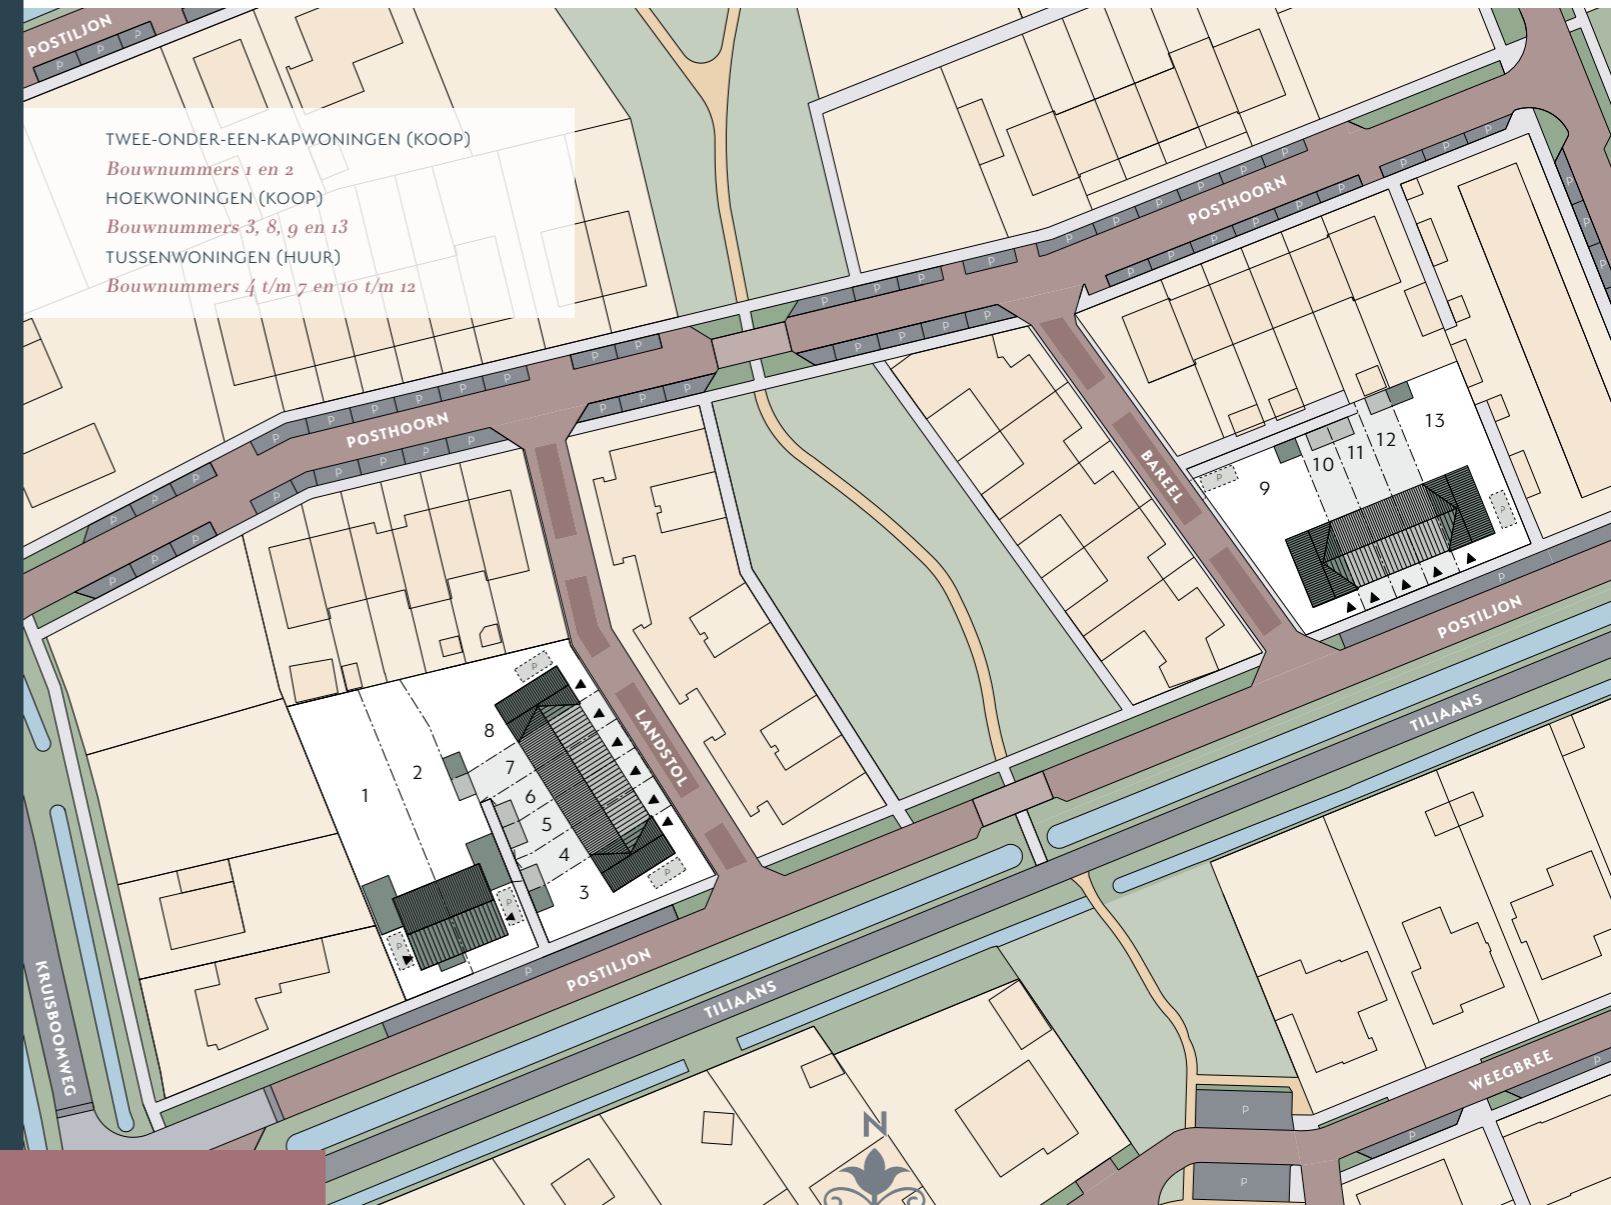 POSTILJON
P P P
TWEE-ONDER-EEN-KAPWONINGEN (KOOP)
Bouwnummers 1 en 2
HOEKWONINGEN (KOOP)
Bouwnummers 3, 8, 9 en 13
TUSSENWONINGEN (HUUR)
Bouwnummers 4 t/m 7 en 10 t/m 12
POSTHOORN
POSTHOORN
BAREEL
9
10
11
12
13
POSTILJON
TILIAANS
LANDSTOL
1
2
8
7
6
5
4
3
POSTILJON
TILIAANS
KRUISBOOMWEG
WEEGBREE
P
P
N